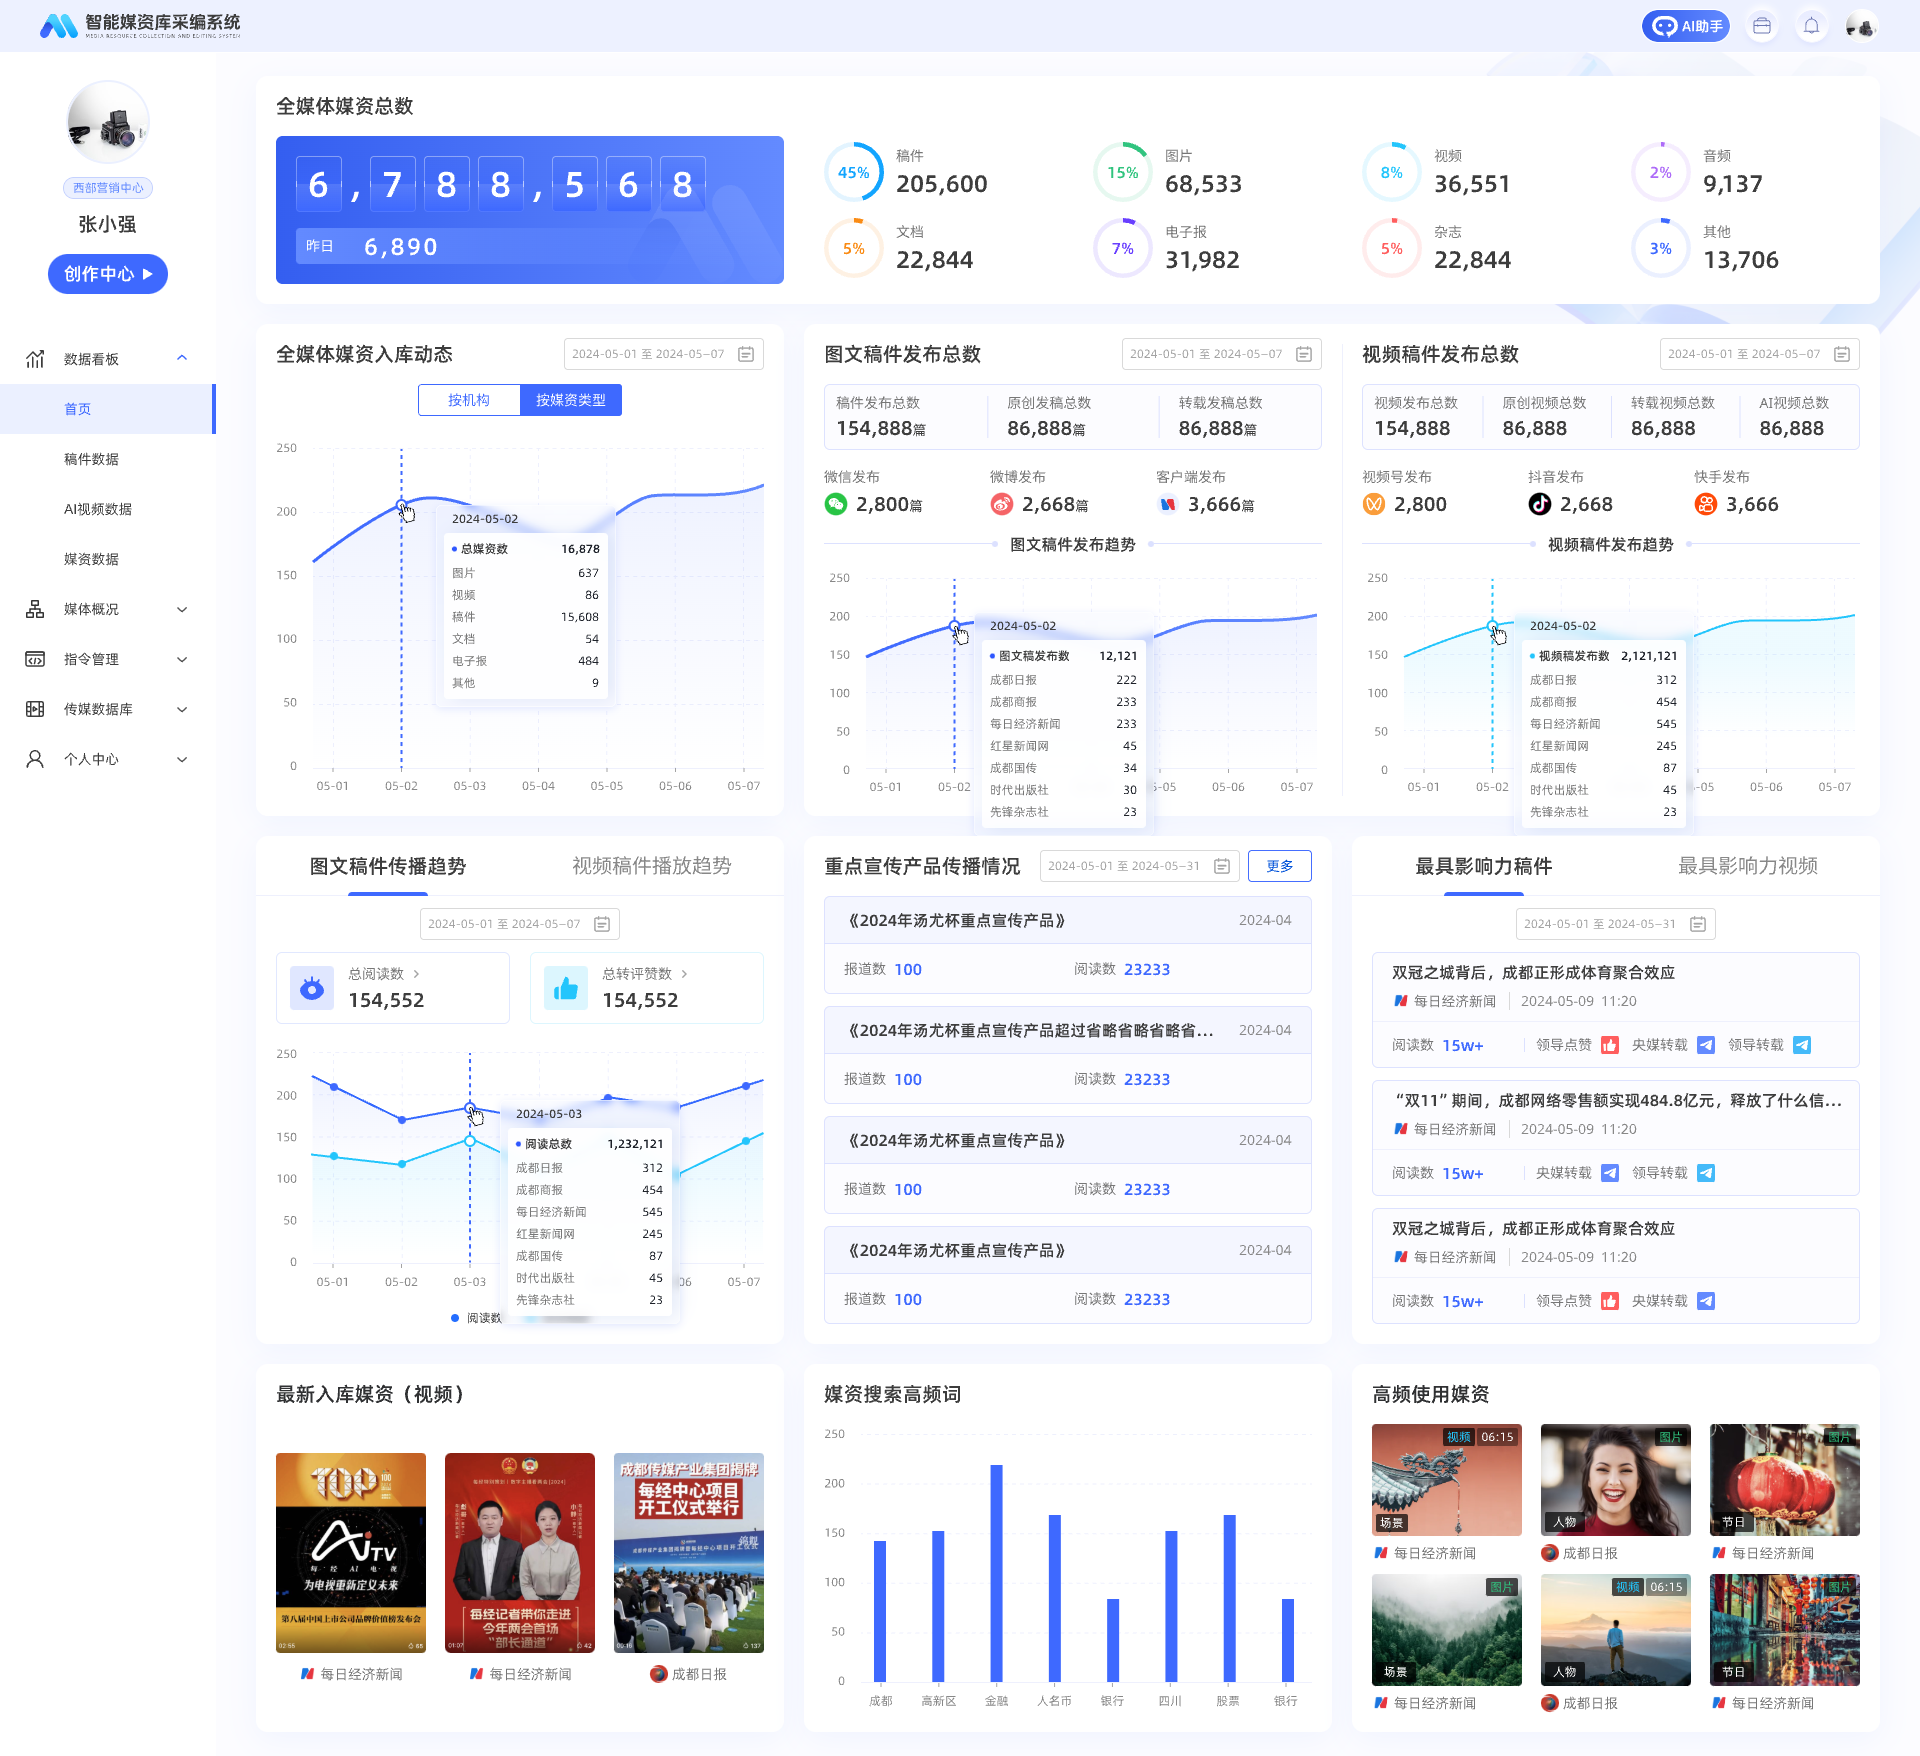 智能媒资库采编系统
MEDIA RESOURCE COLLECTION AND EDITING SYSTEM
AI助手
西部营销中心
张小强
创作中心
数据看板
首页
稿件数据
AI视频数据
媒资数据
媒体概况
指令管理
传媒数据库
个人中心
全媒体媒资总数
6,788,568
昨日 6,890
45% 稿件 205,600
15% 图片 68,533
8% 视频 36,551
2% 音频 9,137
5% 文档 22,844
7% 电子报 31,982
5% 杂志 22,844
3% 其他 13,706
全媒体媒资入库动态
2024-05-01 至 2024-05-07
按机构 按媒资类型
250
200
150
100
50
0
05-01 05-02 05-03 05-04 05-05 05-06 05-07
2024-05-02
总媒资数 16,878
图片 637
视频 86
稿件 15,608
文档 54
电子报 484
其他 9
图文稿件发布总数
2024-05-01 至 2024-05-07
稿件发布总数 原创发稿总数 转载发稿总数
154,888篇 86,888篇 86,888篇
微信发布 微博发布 客户端发布
2,800篇 2,668篇 3,666篇
图文稿件发布趋势
250
200
150
100
50
0
05-01 05-02 5-05 05-06 05-07
2024-05-02
图文稿发布数 12,121
成都日报 222
成都商报 233
每日经济新闻 233
红星新闻网 45
成都国传 34
时代出版社 30
先锋杂志社 23
视频稿件发布总数
2024-05-01 至 2024-05-07
视频发布总数 原创视频总数 转载视频总数 AI视频总数
154,888 86,888 86,888 86,888
视频号发布 抖音发布 快手发布
2,800 2,668 3,666
视频稿件发布趋势
250
200
150
100
50
0
05-01 05-02 -05 05-06 05-07
2024-05-02
视频稿发布数 2,121,121
成都日报 312
成都商报 454
每日经济新闻 545
红星新闻网 245
成都国传 87
时代出版社 45
先锋杂志社 23
图文稿件传播趋势 视频稿件播放趋势
2024-05-01 至 2024-05-07
总阅读数 154,552
总转评赞数 154,552
250
200
150
100
50
0
05-01 05-02 05-03 06 05-07
2024-05-03
阅读总数 1,232,121
成都日报 312
成都商报 454
每日经济新闻 545
红星新闻网 245
成都国传 87
时代出版社 45
先锋杂志社 23
阅读数
重点宣传产品传播情况
2024-05-01 至 2024-05-31
更多
《2024年汤尤杯重点宣传产品》 2024-04
报道数 100 阅读数 23233
《2024年汤尤杯重点宣传产品超过省略省略省略省... 2024-04
报道数 100 阅读数 23233
《2024年汤尤杯重点宣传产品》 2024-04
报道数 100 阅读数 23233
《2024年汤尤杯重点宣传产品》 2024-04
报道数 100 阅读数 23233
最具影响力稿件 最具影响力视频
2024-05-01 至 2024-05-31
双冠之城背后，成都正形成体育聚合效应
每日经济新闻 2024-05-09 11:20
阅读数 15w+ 领导点赞 央媒转载 领导转载
“双11”期间，成都网络零售额实现484.8亿元，释放了什么信...
每日经济新闻 2024-05-09 11:20
阅读数 15w+ 央媒转载 领导转载
双冠之城背后，成都正形成体育聚合效应
每日经济新闻 2024-05-09 11:20
阅读数 15w+ 领导点赞 央媒转载
最新入库媒资（视频）
100
AiTV
每·经 AI 电·视
为电视重新定义未来
第八届中国上市公司品牌价值榜发布会
02:55 65
每日经济新闻
每经记者带你走进
今年两会首场
“部长通道”
01:07 42
每日经济新闻
成都传媒产业集团揭牌
每经中心项目
开工仪式举行
00:16 137
成都日报
媒资搜索高频词
250
200
150
100
50
0
成都 高新区 金融 人名币 银行 四川 股票 银行
高频使用媒资
视频 06:15
场景
每日经济新闻
图片
人物
成都日报
图片
节日
每日经济新闻
图片
场景
每日经济新闻
视频 06:15
人物
成都日报
图片
节日
每日经济新闻